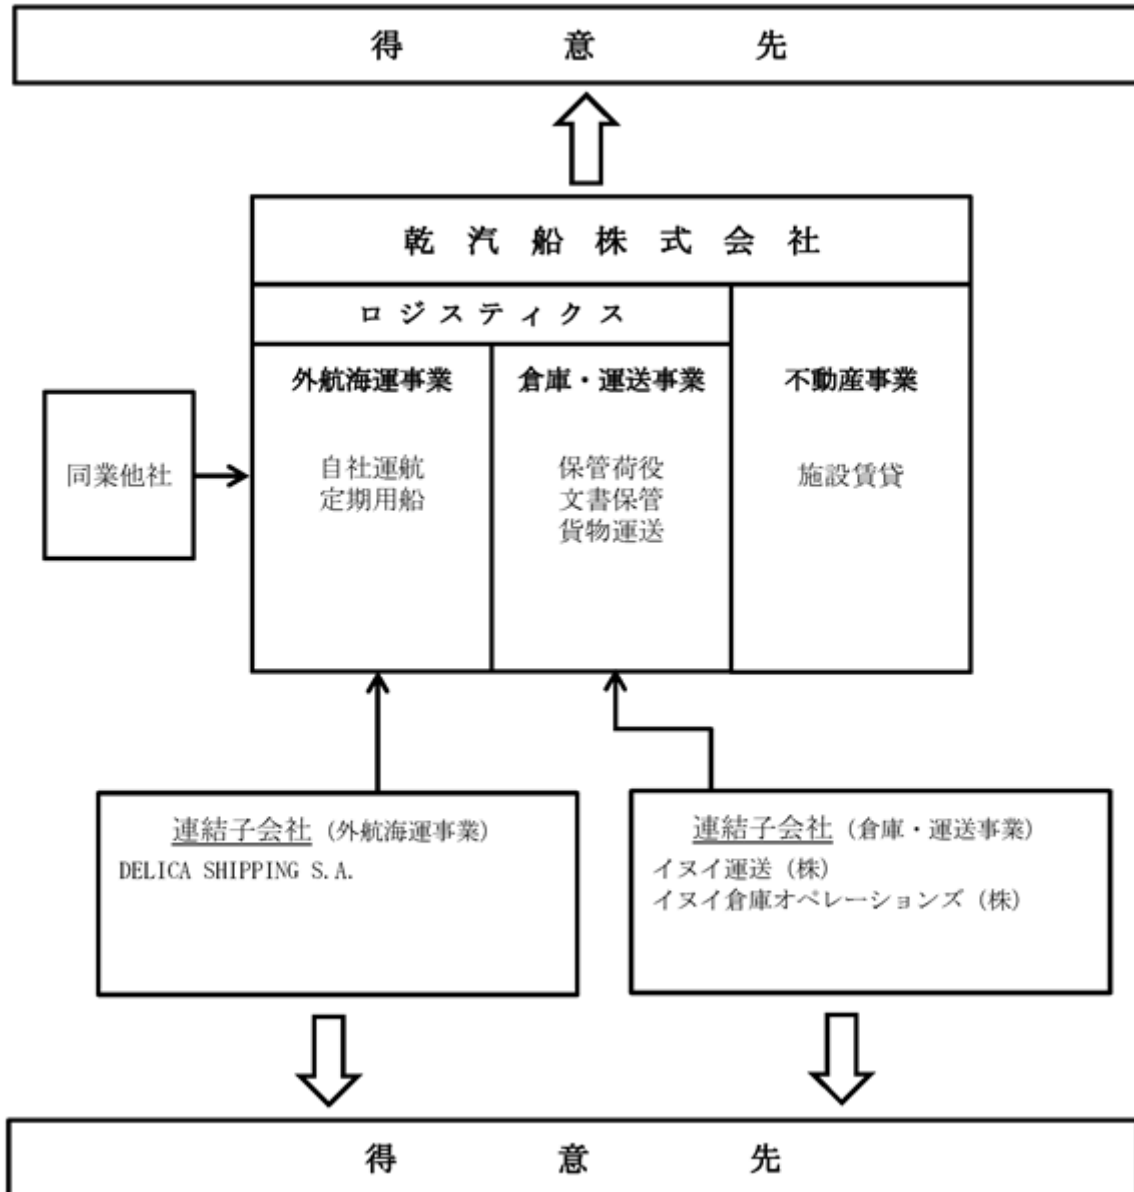 得意先
乾汽船株式会社
ロジスティクス
外航海運事業
自社運航
定期用船
倉庫・運送事業
保管荷役
文書保管
貨物運送
不動産事業
施設賃貸
同業他社
連結子会社（外航海運事業）
DELICA SHIPPING S.A.
連結子会社（倉庫・運送事業）
イヌイ運送（株）
イヌイ倉庫オペレーションズ（株）
得意先